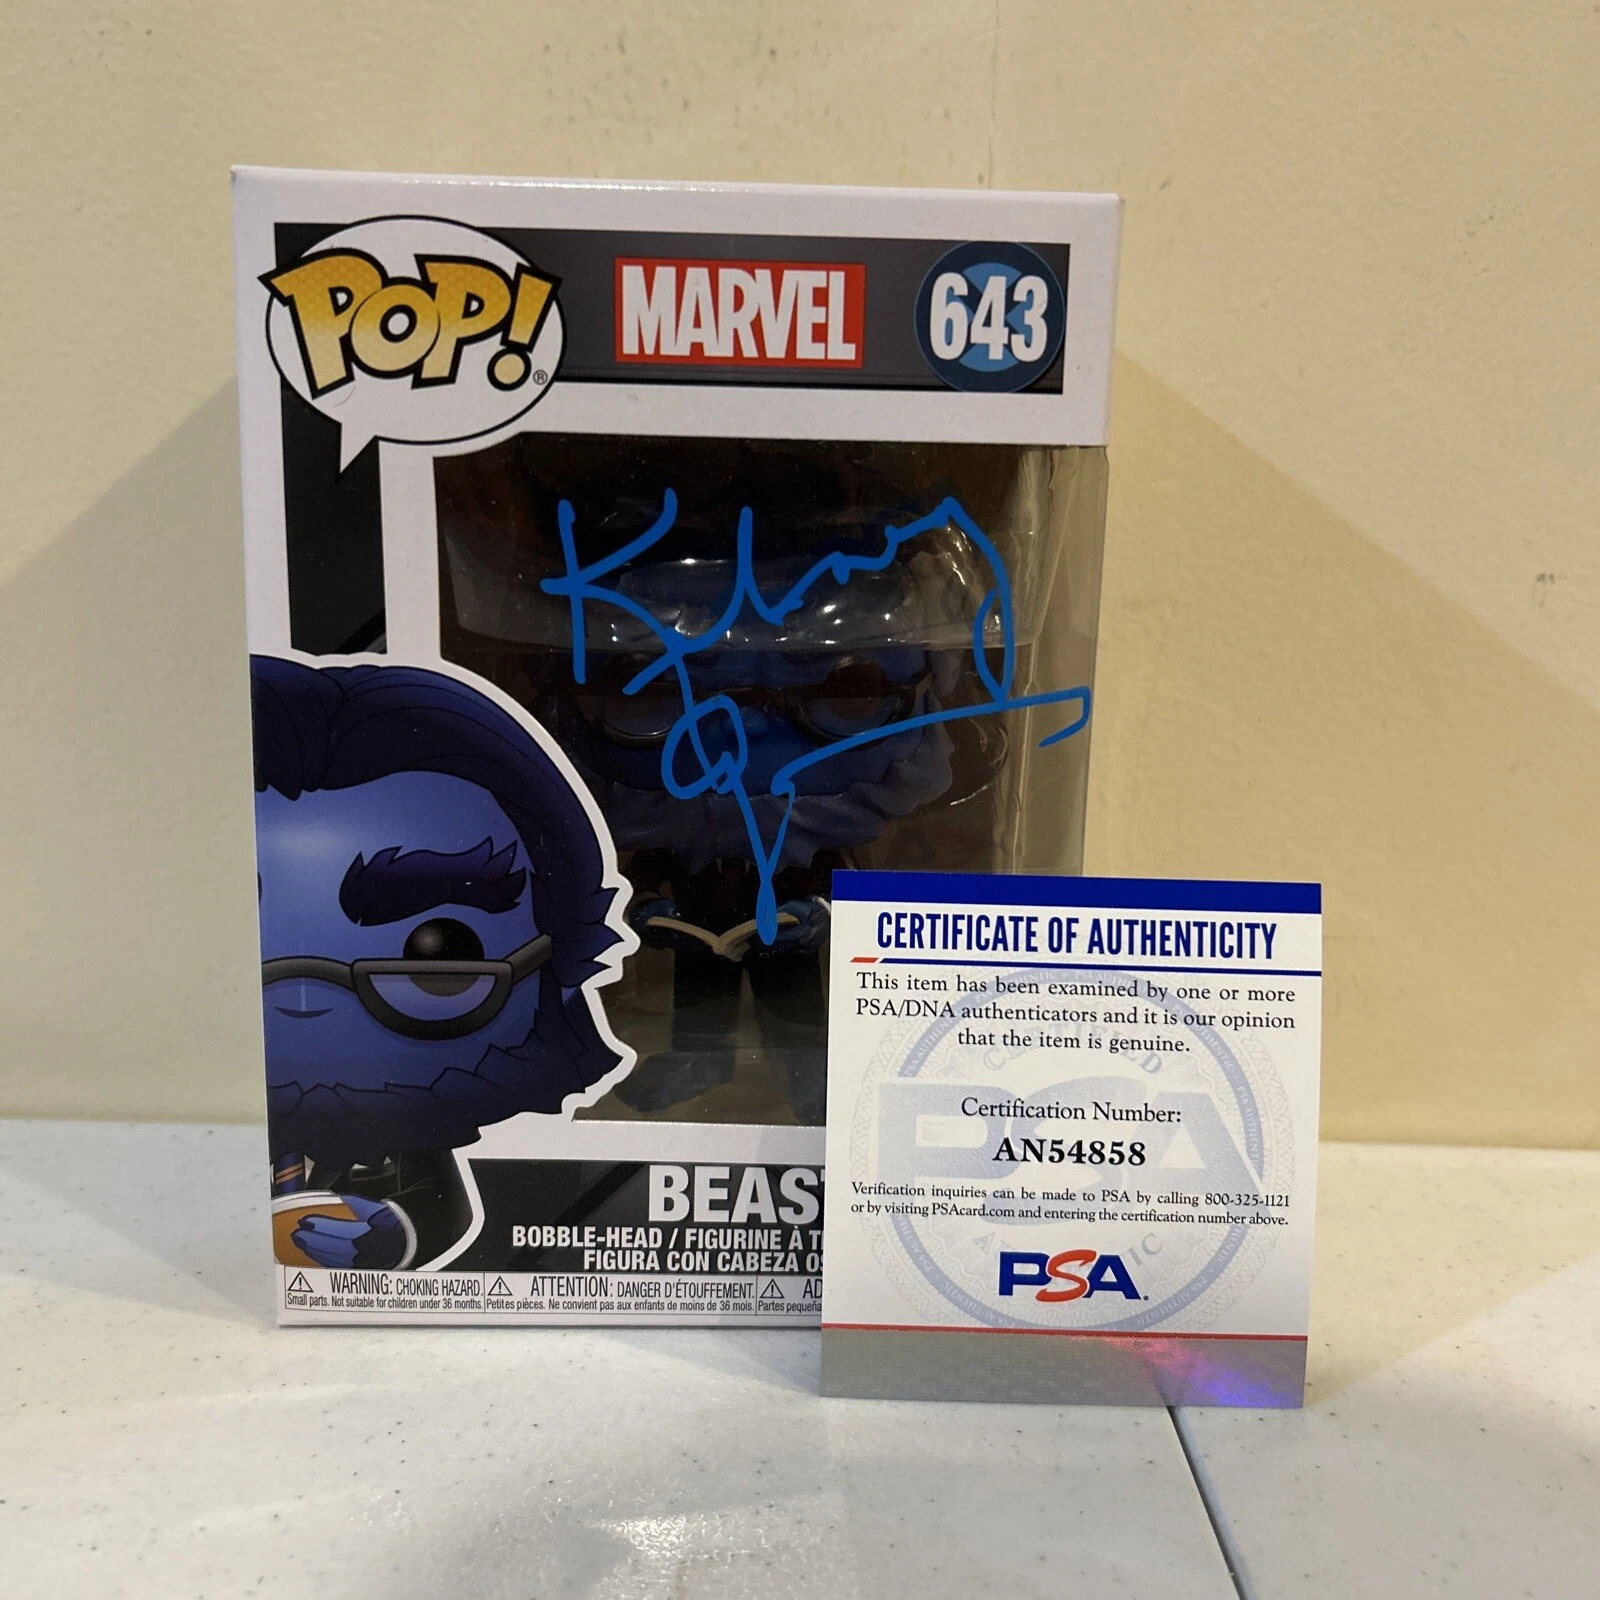 POP!®
MARVEL
643
Kelsey
BEAST
BOBBLE-HEAD / FIGURINE À T
FIGURA CON CABEZA OS
WARNING: CHOKING HAZARD.
Small parts. Not suitable for children under 36 months.
ATTENTION: DANGER D'ÉTOUFFEMENT.
Petites pièces. Ne convient pas aux enfants de moins de 36 mois.
AD
Partes pequeña
CERTIFICATE OF AUTHENTICITY
This item has been examined by one or more
PSA/DNA authenticators and it is our opinion
that the item is genuine.
Certification Number:
AN54858
Verification inquiries can be made to PSA by calling 800-325-1121
or by visiting PSAcard.com and entering the certification number above.
PSA.